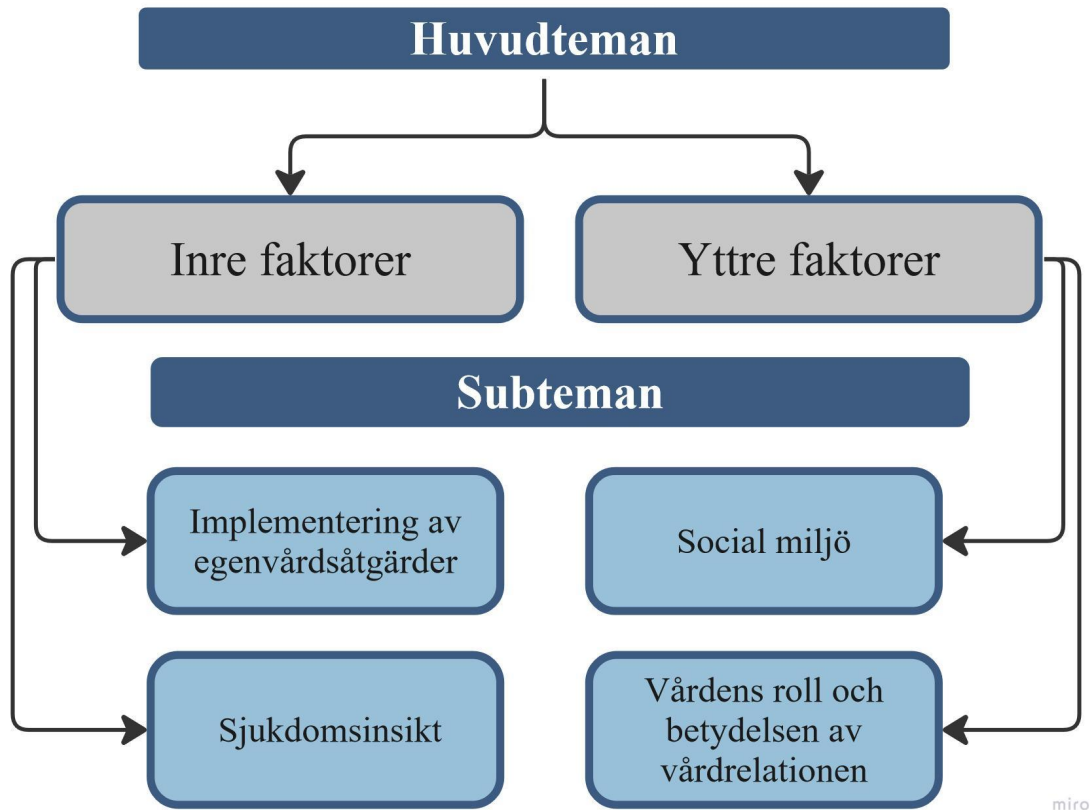 Huvudteman
Inre faktorer
Yttre faktorer
Subteman
Implementering av
egenvårdsåtgärder
Social miljö
Sjukdomsinsikt
Vårdens roll och
betydelsen av
vårdrelationen
miro